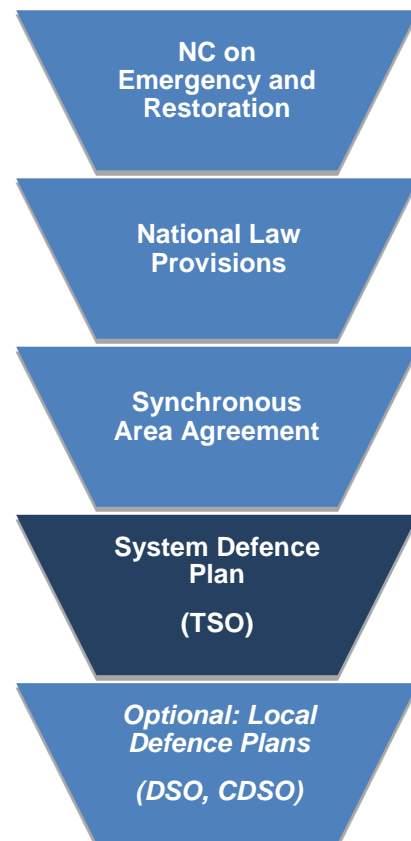 NC on
Emergency and
Restoration
National Law
Provisions
Synchronous
Area Agreement
System Defence
Plan
(TSO)
Optional: Local
Defence Plans
(DSO, CDSO)